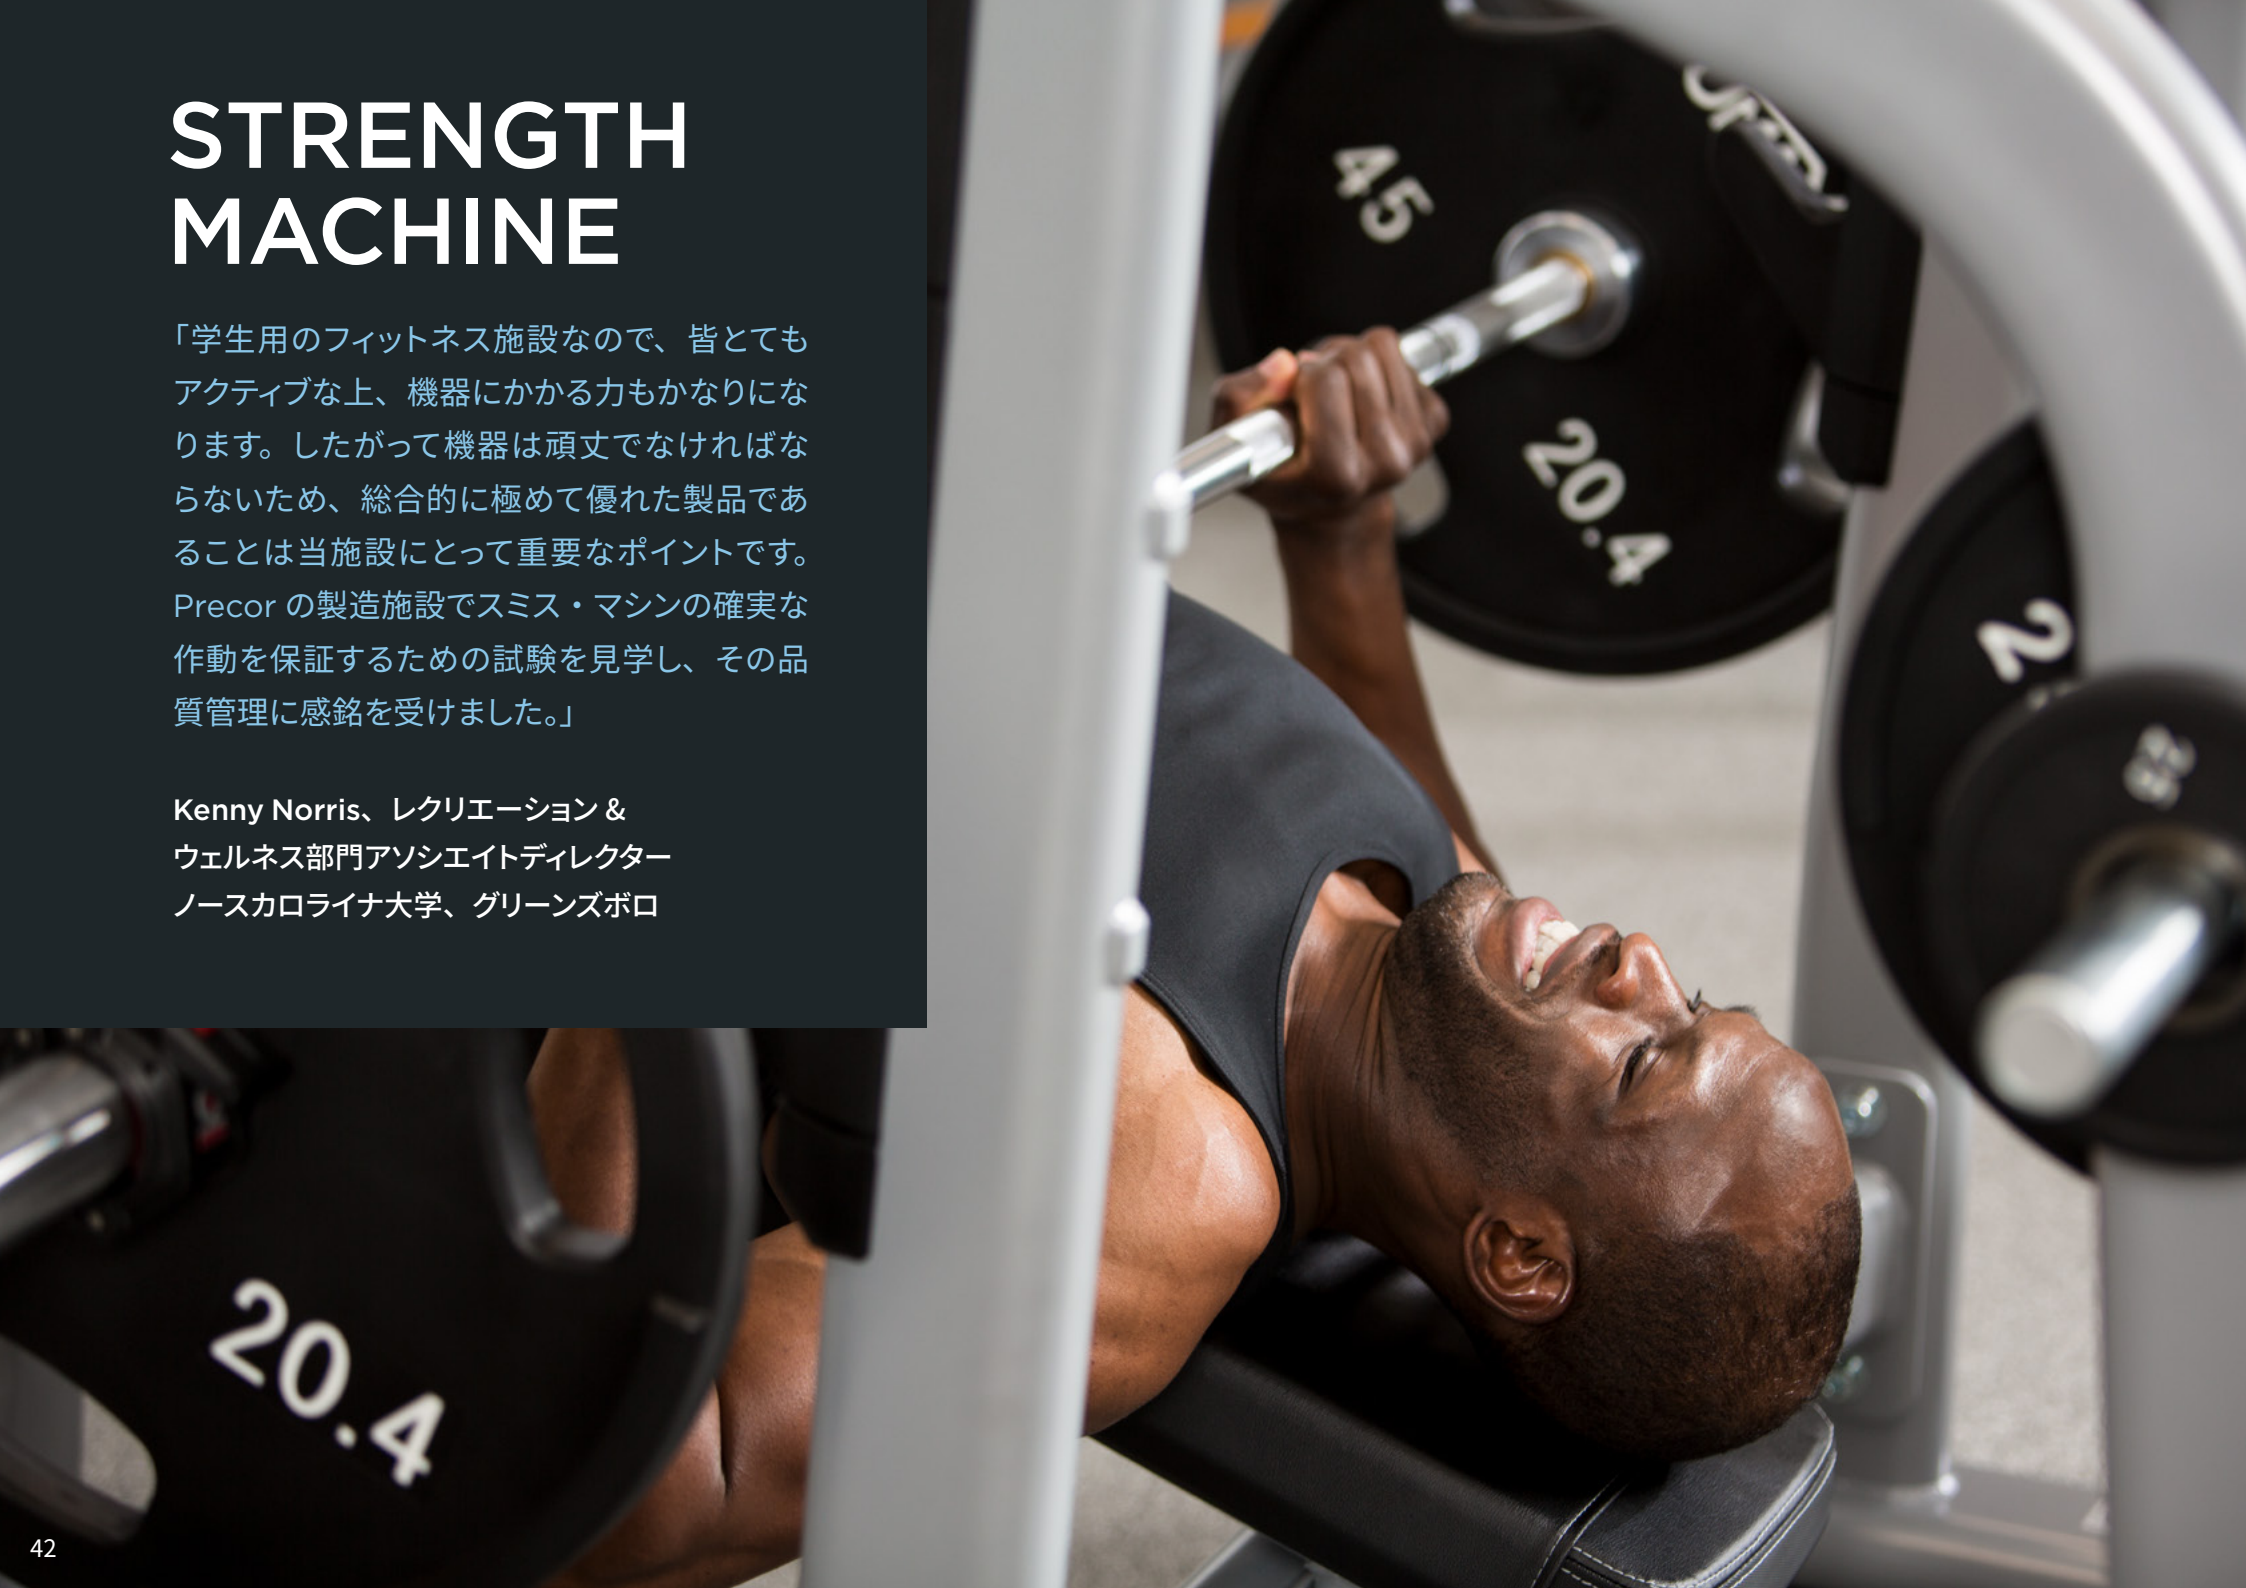 STRENGTH
MACHINE
「学生用のフィットネス施設なので、皆とても
アクティブな上、機器にかかる力もかなりにな
ります。したがって機器は頑丈でなければな
らないため、総合的に極めて優れた製品であ
ることは当施設にとって重要なポイントです。
Precor の製造施設でスミス・マシンの確実な
作動を保証するための試験を見学し、その品
質管理に感銘を受けました。」
Kenny Norris、レクリエーション &
ウェルネス部門アソシエイトディレクター
ノースカロライナ大学、グリーンズボロ
45
20.4
2
20.4
42